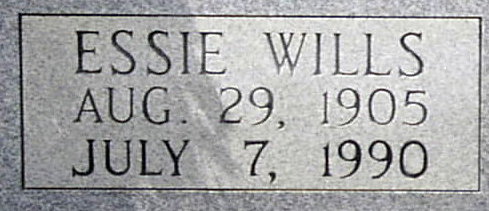 ESSIE WILLS
AUG. 29, 1905
JULY 7, 1990